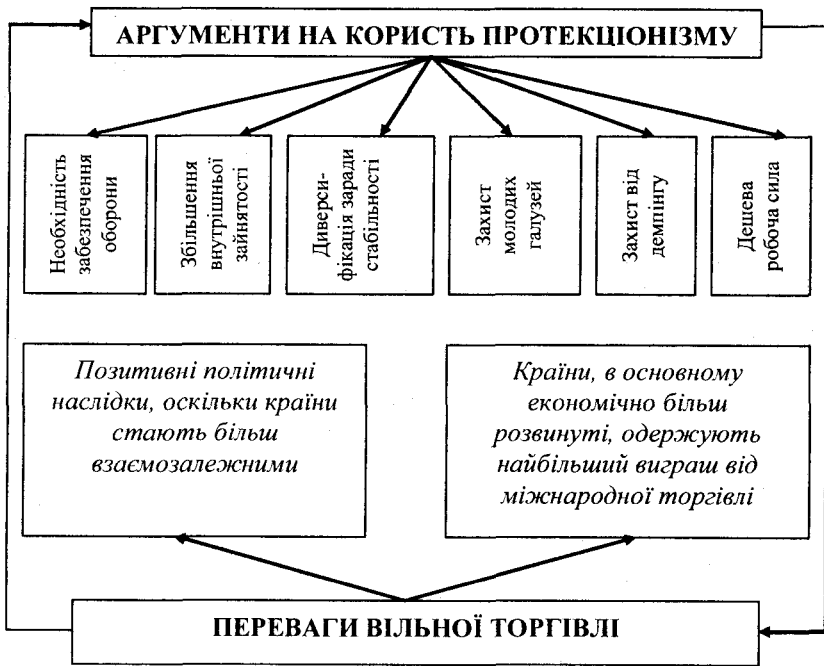 АРГУМЕНТИ НА КОРИСТЬ ПРОТЕКЦІОНІЗМУ
Необхідність
забезпечення
оборони
Збільшення
внутрішньої
зайнятості
Диверси-
фікація заради
стабільності
Захист
молодих
галузей
Захист від
демпінгу
Дешева
робоча сила
Позитивні політичні
наслідки, оскільки країни
стають більш
взаємозалежними
Країни, в основному
економічно більш
розвинуті, одержують
найбільший виграш від
міжнародної торгівлі
ПЕРЕВАГИ ВІЛЬНОЇ ТОРГІВЛІ